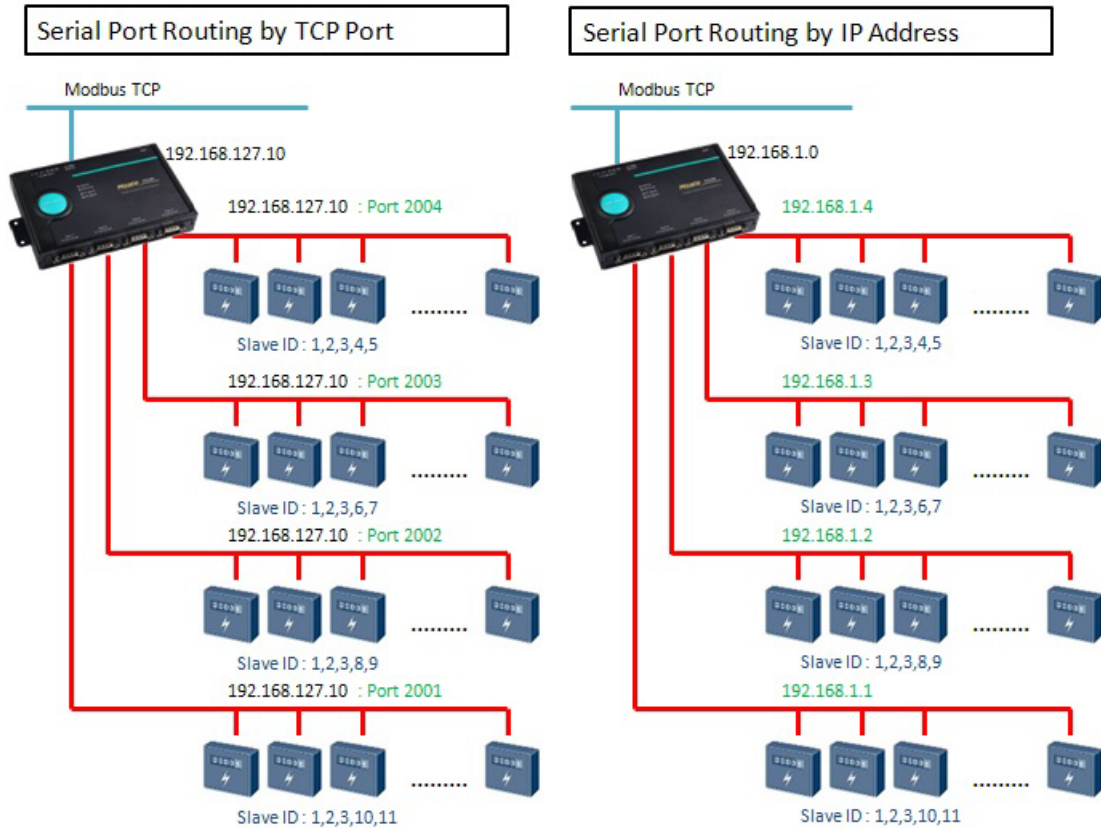 Serial Port Routing by TCP Port
Modbus TCP
192.168.127.10
192.168.127.10 : Port 2004
Slave ID : 1,2,3,4,5
192.168.127.10 : Port 2003
Slave ID : 1,2,3,6,7
192.168.127.10 : Port 2002
Slave ID : 1,2,3,8,9
192.168.127.10 : Port 2001
Slave ID : 1,2,3,10,11
Serial Port Routing by IP Address
Modbus TCP
192.168.1.0
192.168.1.4
Slave ID : 1,2,3,4,5
192.168.1.3
Slave ID : 1,2,3,6,7
192.168.1.2
Slave ID : 1,2,3,8,9
192.168.1.1
Slave ID : 1,2,3,10,11